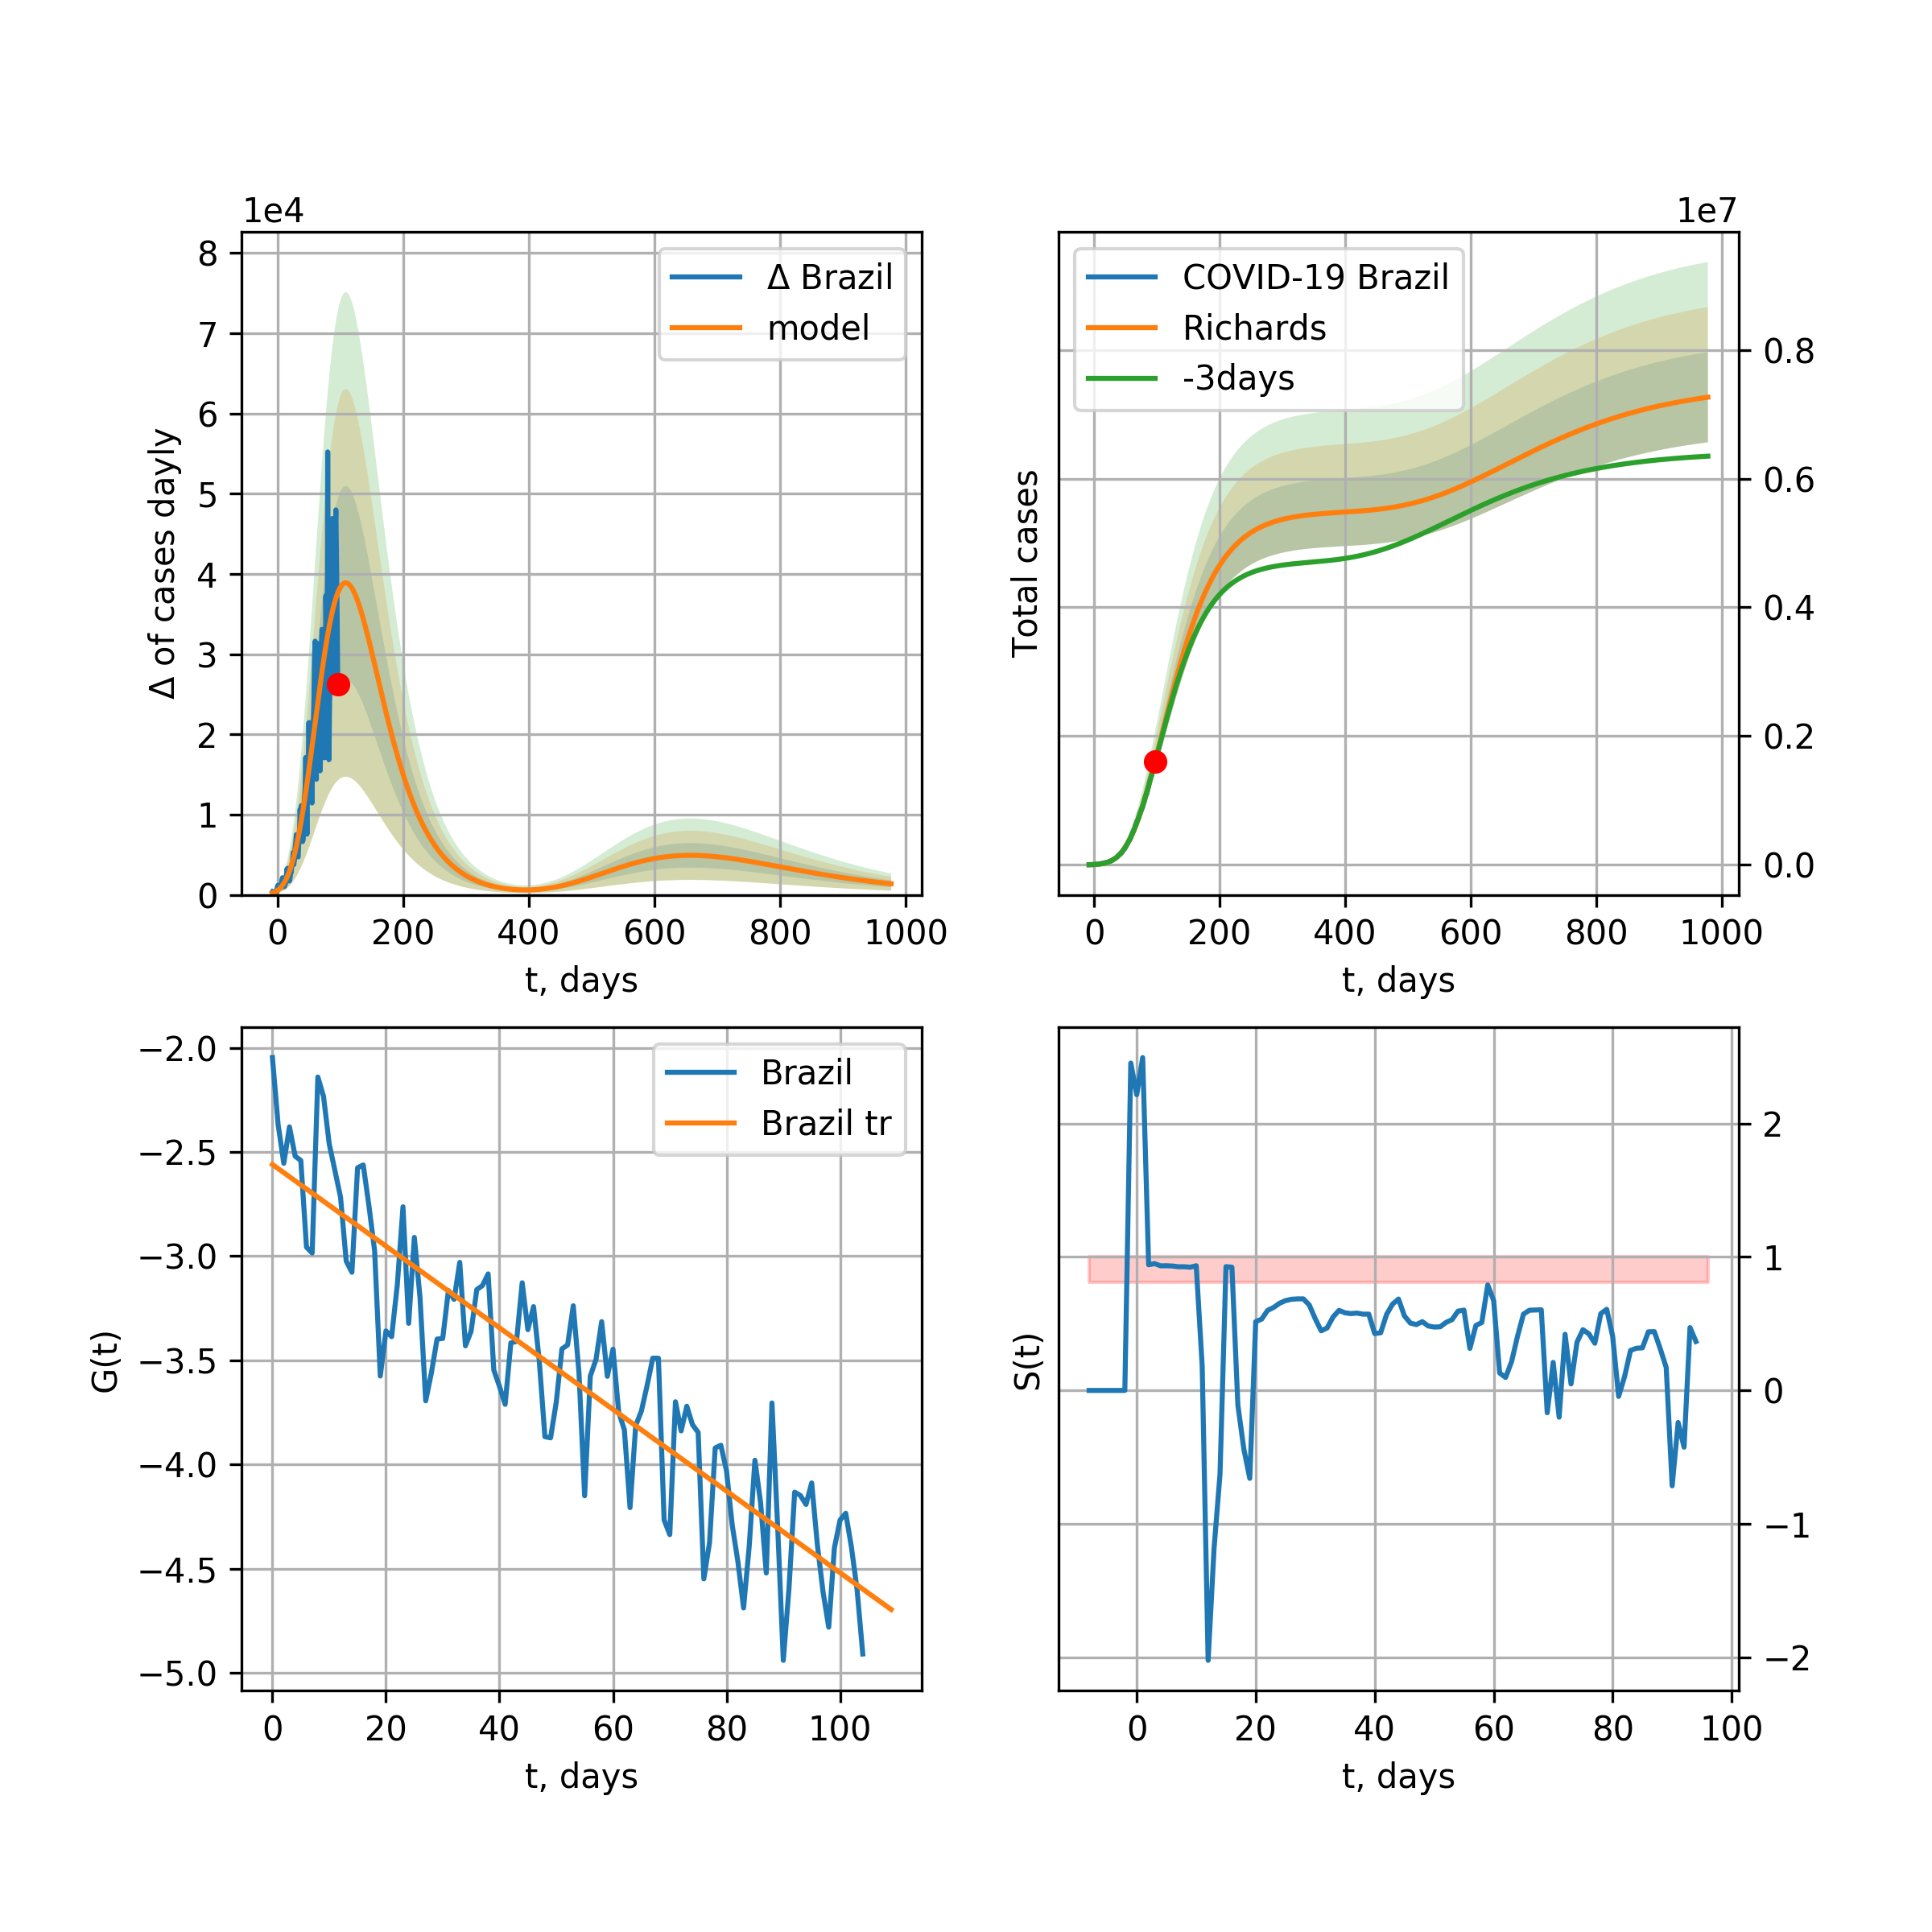 1e4
8
7
6
5
4
3
2
1
0
Δ of cases dayly
Δ Brazil
model
0 200 400 600 800 1000
t, days
1e7
COVID-19 Brazil
Richards
-3days
Total cases
0.8
0.6
0.4
0.2
0.0
0 200 400 600 800 1000
t, days
−2.0
−2.5
−3.0
−3.5
−4.0
−4.5
−5.0
G(t)
Brazil
Brazil tr
0 20 40 60 80 100
t, days
S(t)
2
1
0
−1
−2
0 20 40 60 80 100
t, days